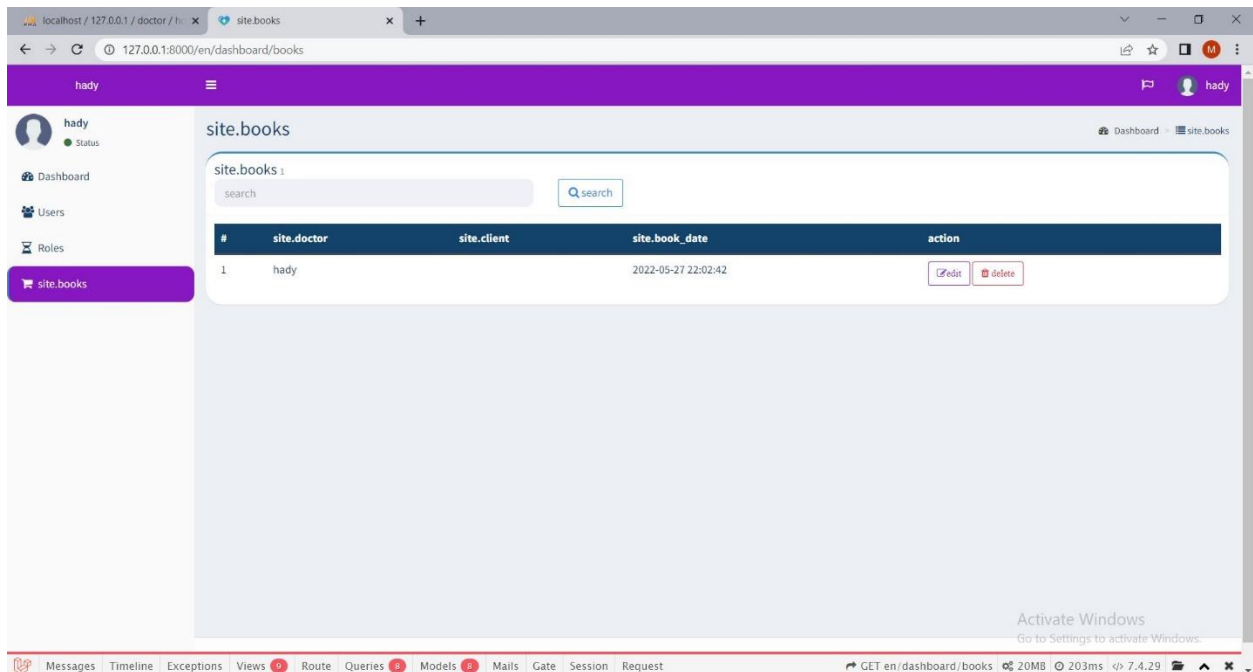 localhost / 127.0.0.1 / doctor / h
site.books
127.0.0.1:8000/en/dashboard/books
M
hady
hady
hady
Status
site.books
Dashboard > site.books
Dashboard
Users
Roles
site.books
site.books 1
search
search
# site.doctor site.client site.book_date action
1 hady 2022-05-27 22:02:42 edit delete
Activate Windows
Go to Settings to activate Windows.
Messages Timeline Exceptions Views 9 Route Queries 8 Models 8 Mails Gate Session Request GET en/dashboard/books 20MB 203ms 7.4.29